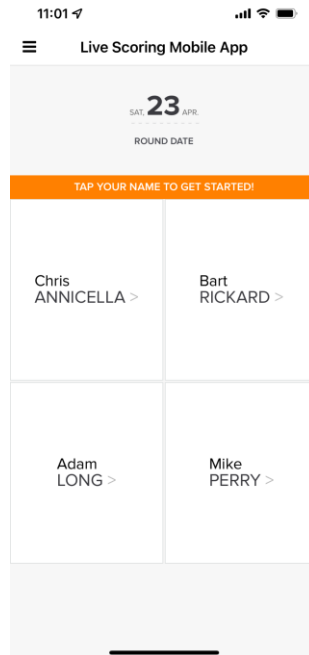 11:01
Live Scoring Mobile App
SAT, 23 APR.
ROUND DATE
TAP YOUR NAME TO GET STARTED!
Chris
ANNICELLA >
Bart
RICKARD >
Adam
LONG >
Mike
PERRY >